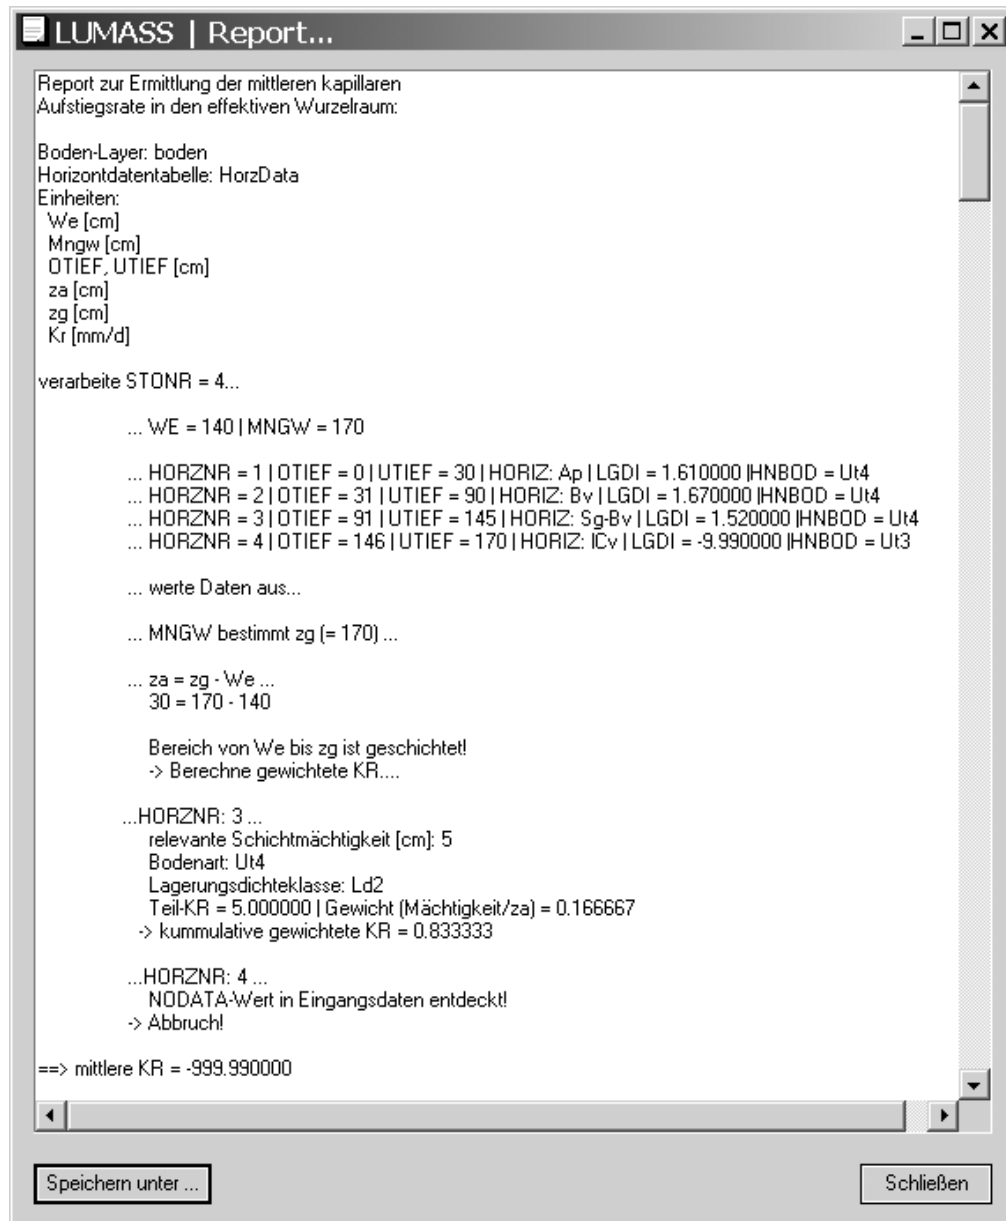 LUMASS | Report...
Report zur Ermittlung der mittleren kapillaren
Aufstiegsrate in den effektiven Wurzelraum:
Boden-Layer: boden
Horizontdatentabelle: HorzData
Einheiten:
We [cm]
Mngw [cm]
OTIEF, UTIEF [cm]
za [cm]
zg [cm]
Kr [mm/d]
verarbeite STONR = 4...
... WE = 140 | MNGW = 170
... HORZNR = 1 | OTIEF = 0 | UTIEF = 30 | HORIZ: Ap | LGDI = 1.610000 |HNBOD = Ut4
... HORZNR = 2 | OTIEF = 31 | UTIEF = 90 | HORIZ: Bv | LGDI = 1.670000 |HNBOD = Ut4
... HORZNR = 3 | OTIEF = 91 | UTIEF = 145 | HORIZ: Sg-Bv | LGDI = 1.520000 |HNBOD = Ut4
... HORZNR = 4 | OTIEF = 146 | UTIEF = 170 | HORIZ: lCv | LGDI = -9.990000 |HNBOD = Ut3
... werte Daten aus...
... MNGW bestimmt zg (= 170) ...
... za = zg - We ...
30 = 170 - 140
Bereich von We bis zg ist geschichtet!
-> Berechne gewichtete KR....
...HORZNR: 3 ...
relevante Schichtmächtigkeit [cm]: 5
Bodenart: Ut4
Lagerungsdichteklasse: Ld2
Teil-KR = 5.000000 | Gewicht (Mächtigkeit/za) = 0.166667
-> kummulative gewichtete KR = 0.833333
...HORZNR: 4 ...
NODATA-Wert in Eingangsdaten entdeckt!
-> Abbruch!
==> mittlere KR = -999.990000
Speichern unter ...
Schließen